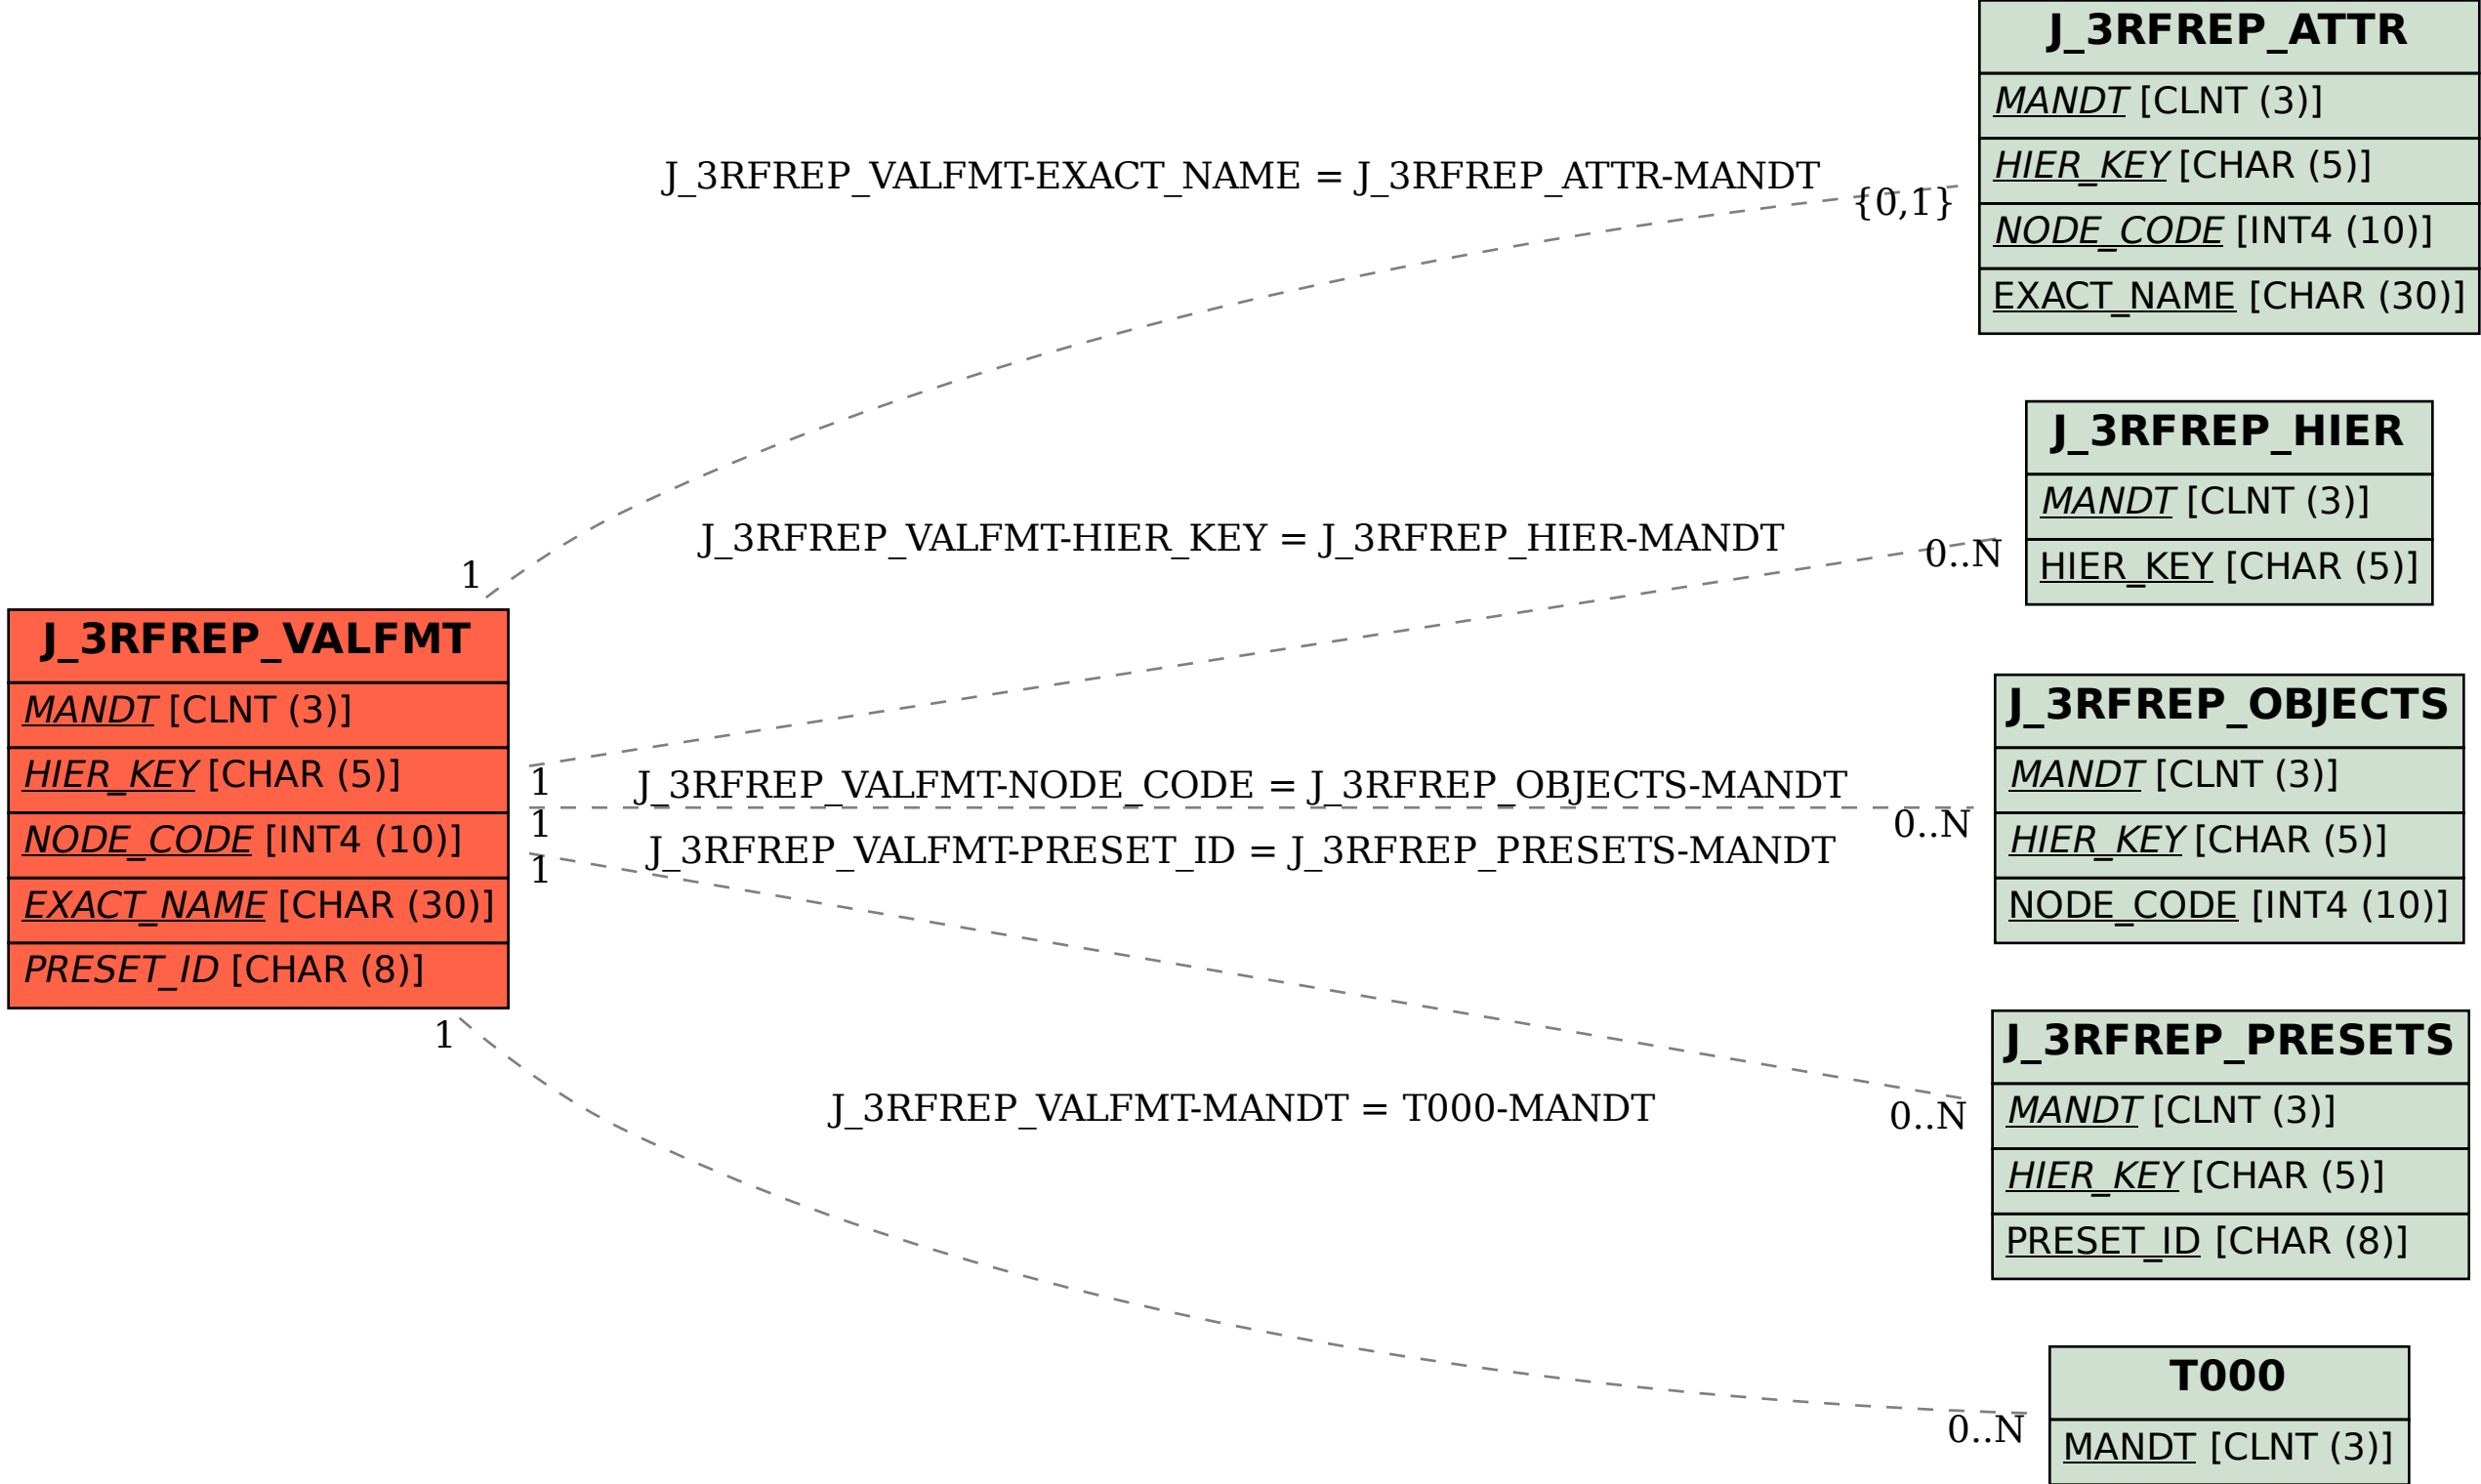 J_3RFREP_ATTR
MANDT [CLNT (3)]
HIER_KEY [CHAR (5)]
NODE_CODE [INT4 (10)]
EXACT_NAME [CHAR (30)]
J_3RFREP_VALFMT-EXACT_NAME = J_3RFREP_ATTR-MANDT
{0,1}
1
J_3RFREP_HIER
MANDT [CLNT (3)]
HIER_KEY [CHAR (5)]
J_3RFREP_VALFMT-HIER_KEY = J_3RFREP_HIER-MANDT
0..N
1
J_3RFREP_VALFMT
MANDT [CLNT (3)]
HIER_KEY [CHAR (5)]
NODE_CODE [INT4 (10)]
EXACT_NAME [CHAR (30)]
PRESET_ID [CHAR (8)]
J_3RFREP_OBJECTS
MANDT [CLNT (3)]
HIER_KEY [CHAR (5)]
NODE_CODE [INT4 (10)]
J_3RFREP_VALFMT-NODE_CODE = J_3RFREP_OBJECTS-MANDT
1
0..N
J_3RFREP_VALFMT-PRESET_ID = J_3RFREP_PRESETS-MANDT
1
0..N
J_3RFREP_PRESETS
MANDT [CLNT (3)]
HIER_KEY [CHAR (5)]
PRESET_ID [CHAR (8)]
1
J_3RFREP_VALFMT-MANDT = T000-MANDT
0..N
T000
MANDT [CLNT (3)]